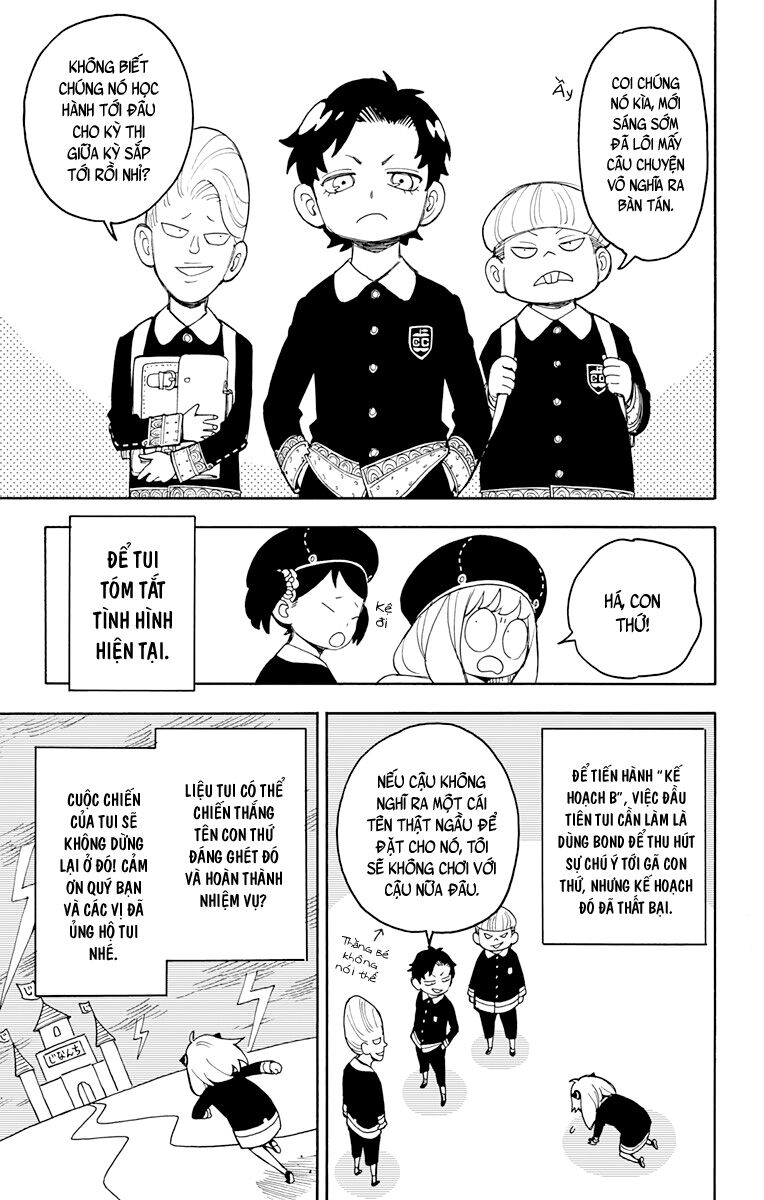 COI CHÚNG
NÓ KÌA, MỚI
SÁNG SỚM
ĐÃ LÔI MẤY
CÂU CHUYỆN
VÔ NGHĨA RA
BÀN TÁN.
Ầy
KHÔNG BIẾT
CHÚNG NÓ HỌC
HÀNH TỚI ĐÂU
CHO KỲ THI
GIỮA KỲ SẮP
TỚI RỒI NHỈ?
HÁ, CON
THỨ!
Kệ
đi
ĐỂ TUI
TÓM TẮT
TÌNH HÌNH
HIỆN TẠI.
ĐỂ TIẾN HÀNH “KẾ
HOẠCH B”, VIỆC ĐẦU
TIÊN TUI CẦN LÀM LÀ
DÙNG BOND ĐỂ THU HÚT
SỰ CHÚ Ý TỚI GÃ CON
THỨ, NHƯNG KẾ HOẠCH
ĐÓ ĐÃ THẤT BẠI.
NẾU CẬU KHÔNG
NGHĨ RA MỘT CÁI
TÊN THẬT NGẦU ĐỂ
ĐẶT CHO NÓ, TÔI
SẼ KHÔNG CHƠI VỚI
CẬU NỮA ĐÂU.
Thằng Bé
không
nói thế
LIỆU TUI CÓ THỂ
CHIẾN THẮNG
TÊN CON THỨ
ĐÁNG GHÉT ĐÓ
VÀ HOÀN THÀNH
NHIỆM VỤ?
CUỘC CHIẾN
CỦA TUI SẼ
KHÔNG DỪNG
LẠI Ở ĐÓ! CẢM
ƠN QUÝ BẠN
VÀ CÁC VỊ ĐÃ
ỦNG HỘ TUI
NHÉ.
じなんち